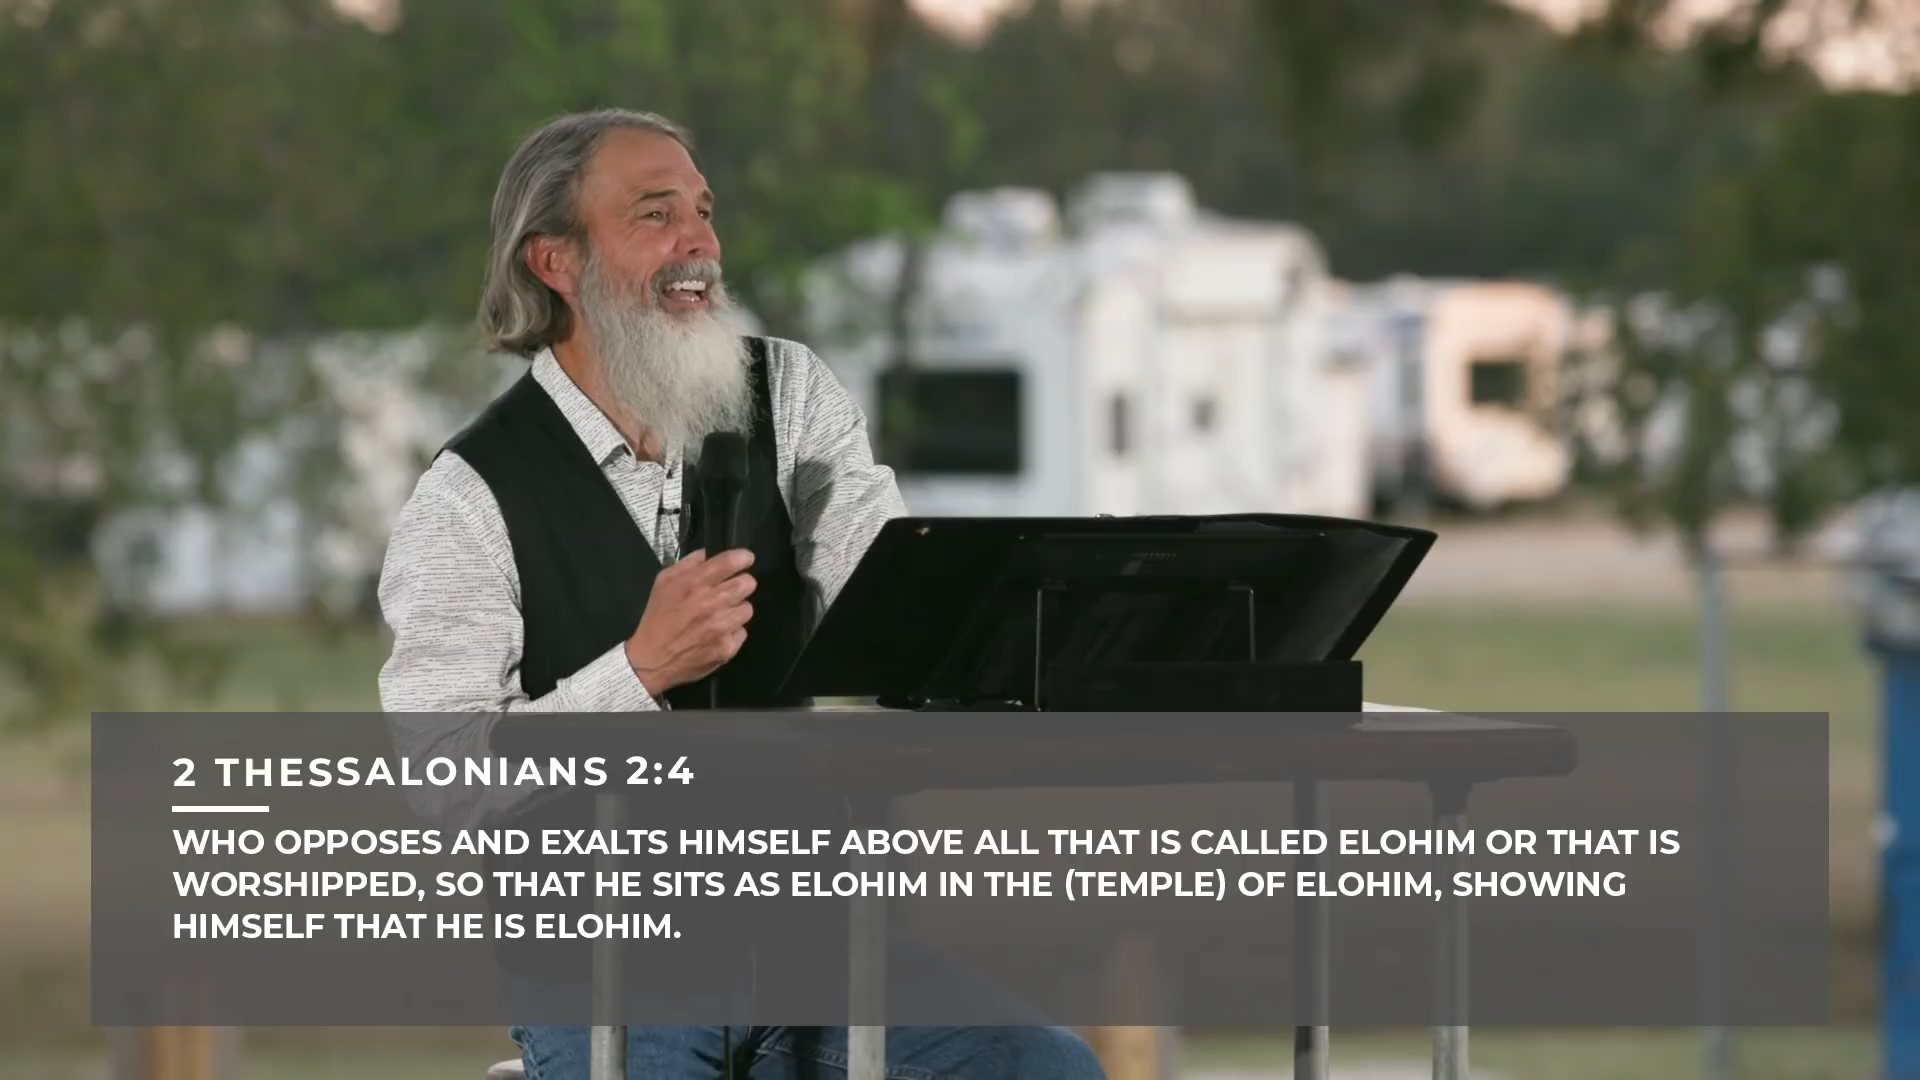 2 THESSALONIANS 2:4
WHO OPPOSES AND EXALTS HIMSELF ABOVE ALL THAT IS CALLED ELOHIM OR THAT IS
WORSHIPPED, SO THAT HE SITS AS ELOHIM IN THE (TEMPLE) OF ELOHIM, SHOWING
HIMSELF THAT HE IS ELOHIM.